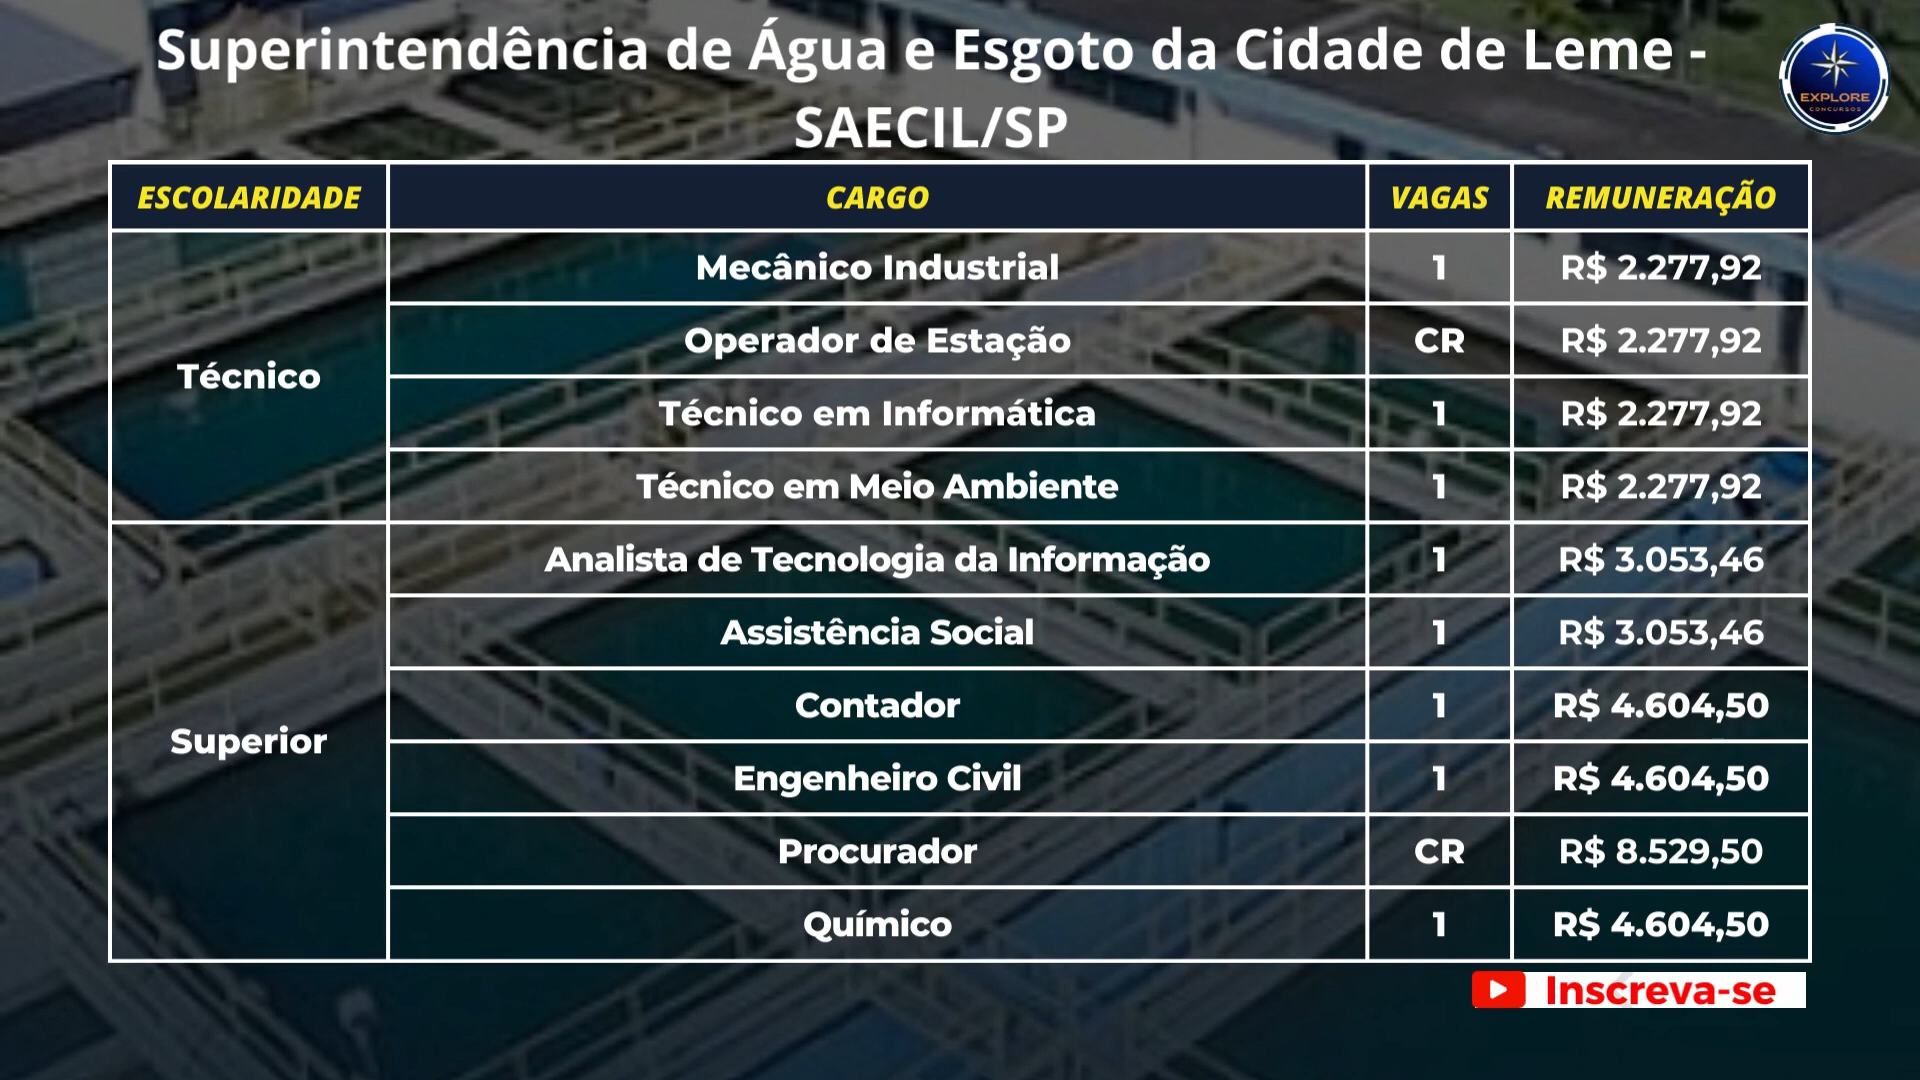 Superintendência de Água e Esgoto da Cidade de Leme -
SAECIL/SP
EXPLORE
CONCURSOS
ESCOLARIDADE CARGO VAGAS REMUNERAÇÃO
Técnico
Mecânico Industrial 1 R$ 2.277,92
Operador de Estação CR R$ 2.277,92
Técnico em Informática 1 R$ 2.277,92
Técnico em Meio Ambiente 1 R$ 2.277,92
Superior
Analista de Tecnologia da Informação 1 R$ 3.053,46
Assistência Social 1 R$ 3.053,46
Contador 1 R$ 4.604,50
Engenheiro Civil 1 R$ 4.604,50
Procurador CR R$ 8.529,50
Químico 1 R$ 4.604,50
Inscreva-se